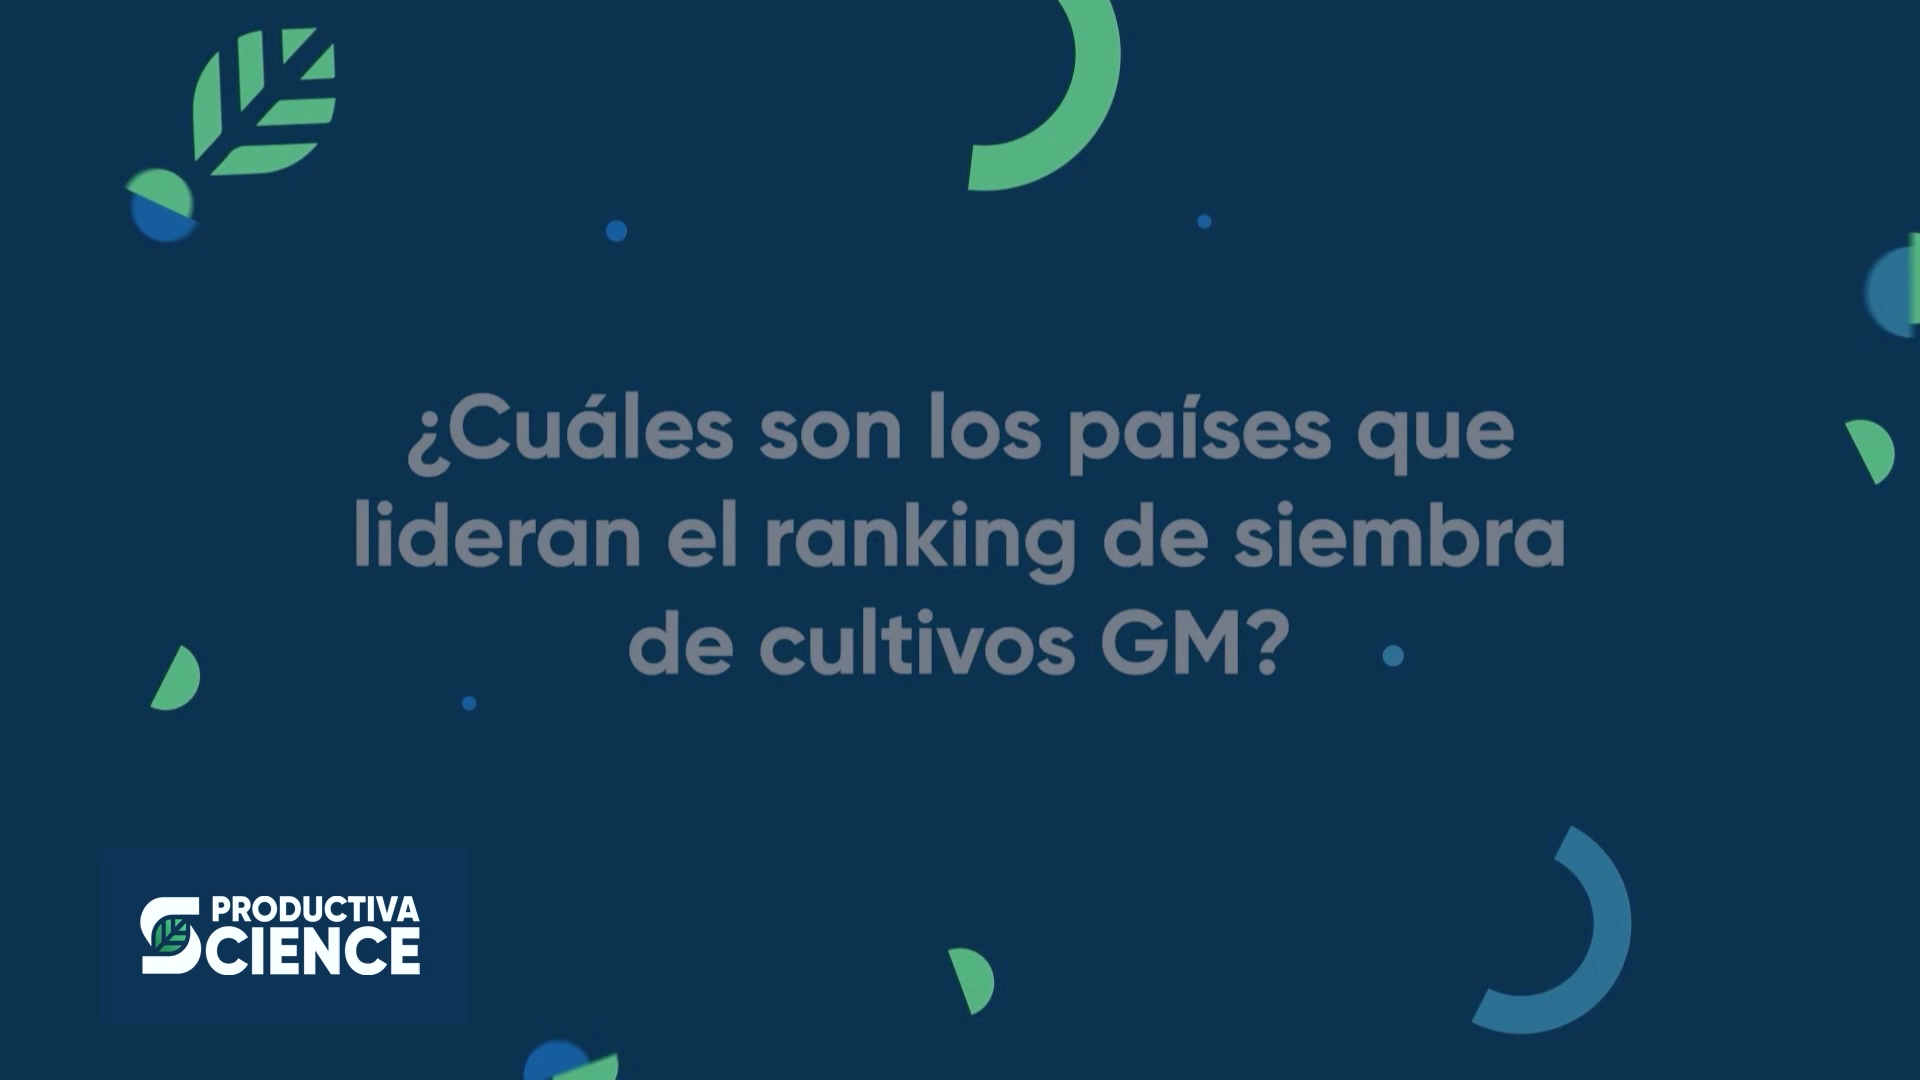 ¿Cuáles son los países que
lideran el ranking de siembra
de cultivos GM?
PRODUCTIVA
SCIENCE